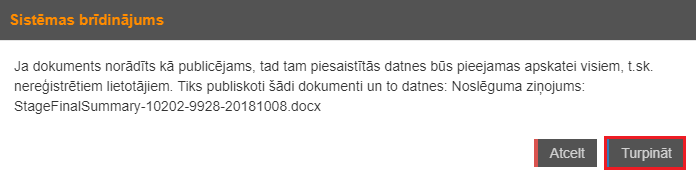 Sistēmas brīdinājums
Ja dokuments norādīts kā publicējams, tad tam piesaistītās datnes būs pieejamas apskatei visiem, t.sk.
nereģistrētiem lietotājiem. Tiks publiskoti šādi dokumenti un to datnes: Noslēguma ziņojums:
StageFinalSummary-10202-9928-20181008.docx
Atcelt Turpināt